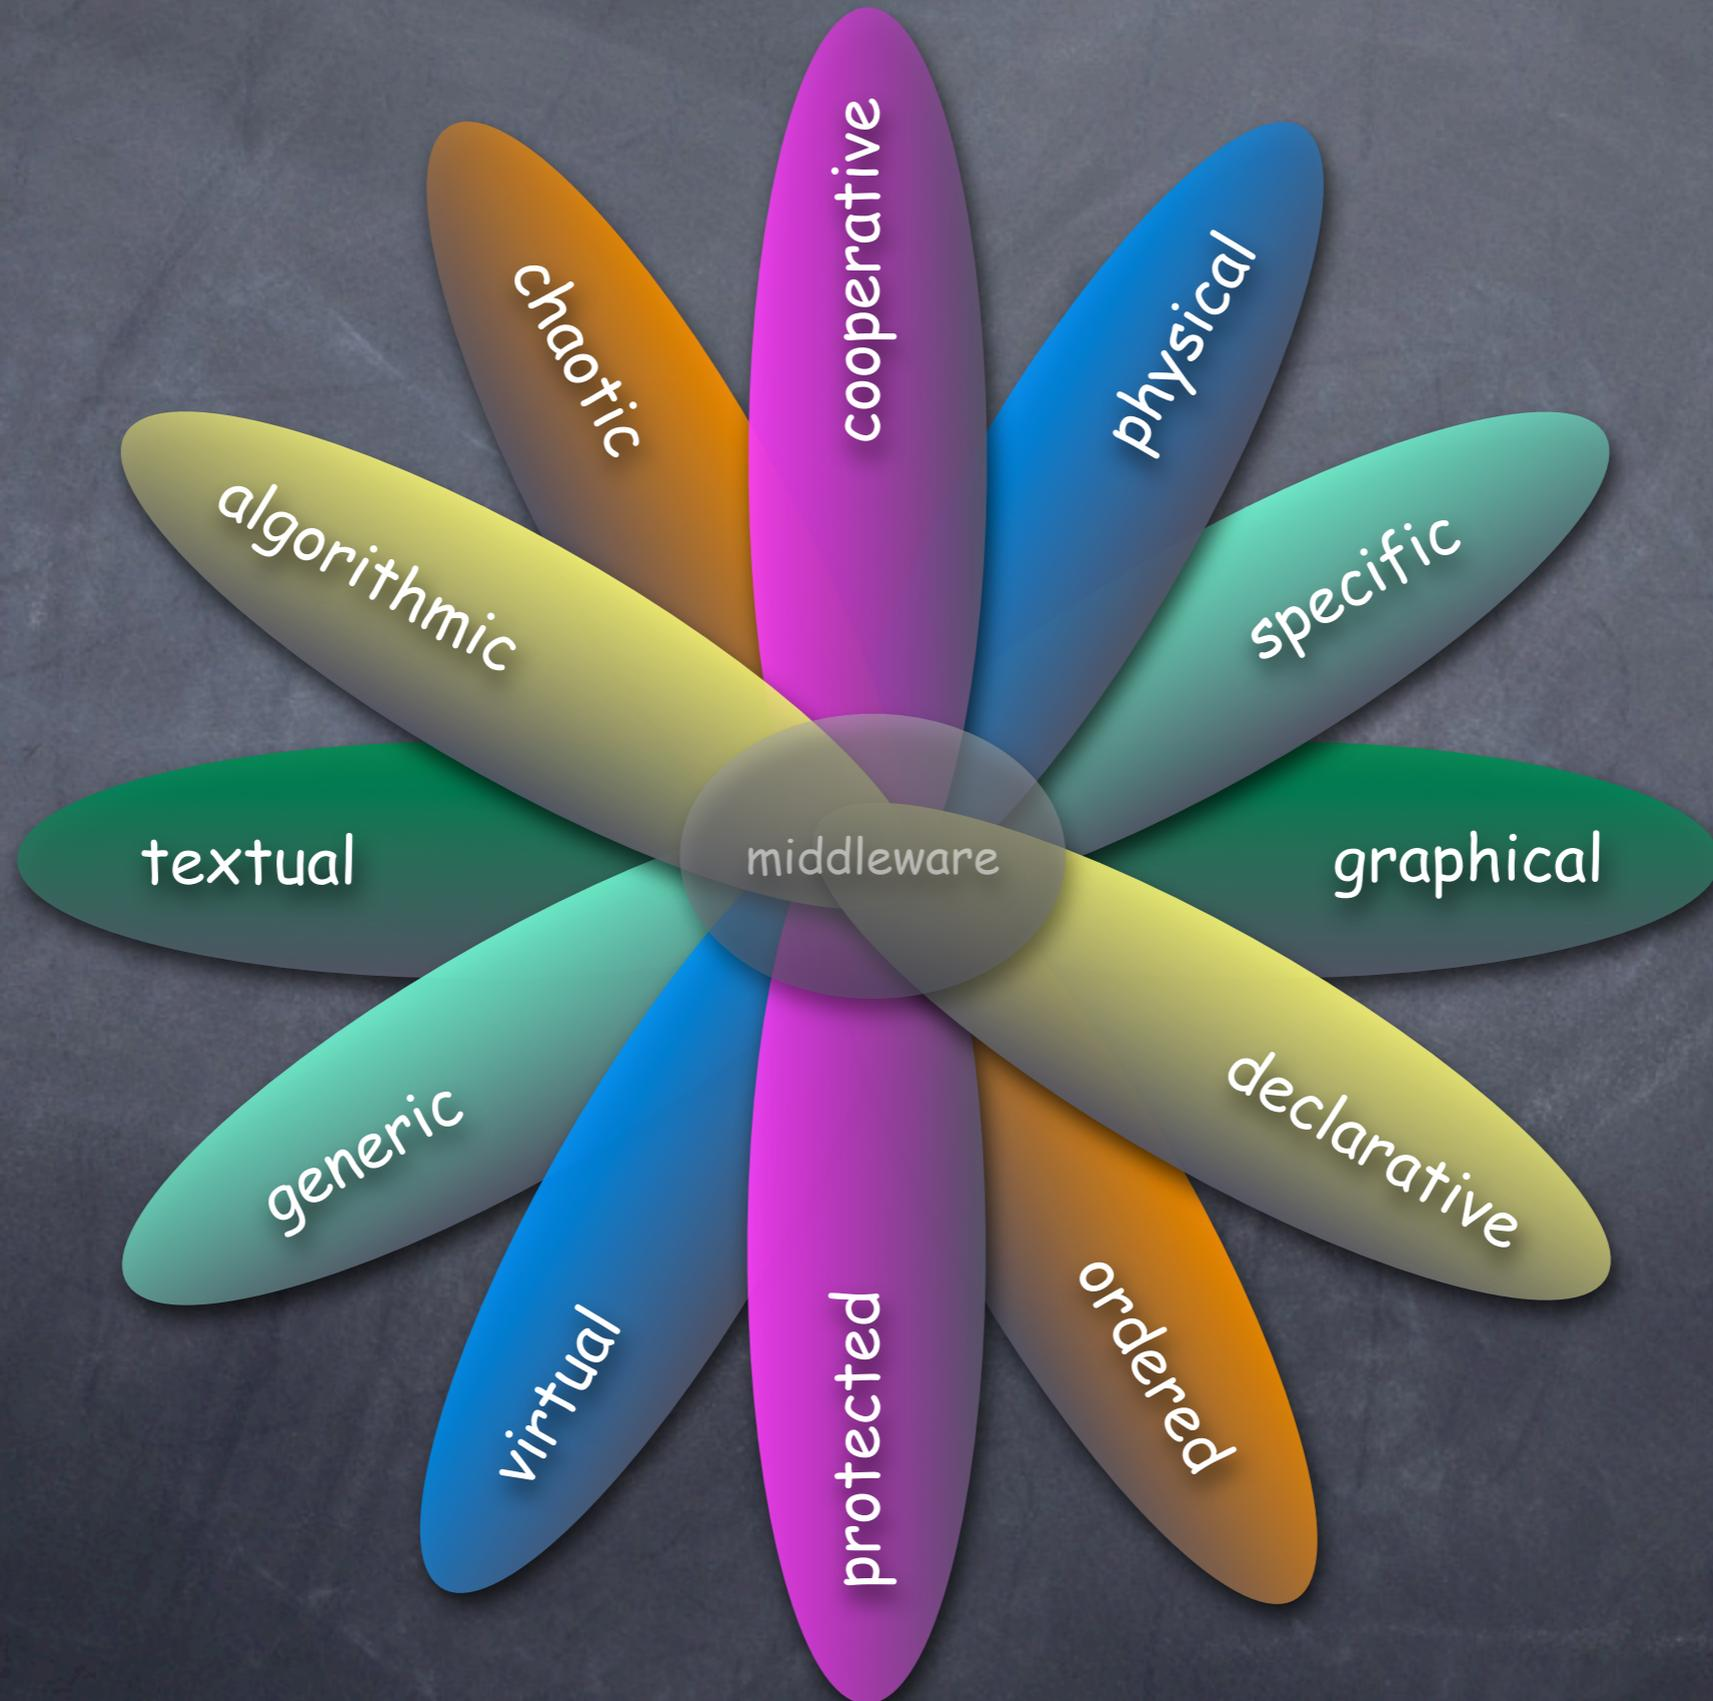 cooperative
physical
chaotic
specific
algorithmic
middleware
textual
graphical
generic
declarative
virtual
ordered
protected